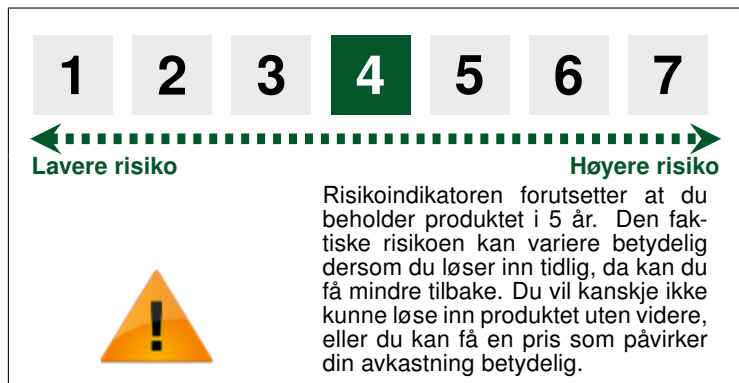 1 2 3 4 5 6 7
Lavere risiko Høyere risiko
Risikoindikatoren forutsetter at du
beholder produktet i 5 år. Den fak-
tiske risikoen kan variere betydelig
dersom du løser inn tidlig, da kan du
få mindre tilbake. Du vil kanskje ikke
kunne løse inn produktet uten videre,
eller du kan få en pris som påvirker
din avkastning betydelig.